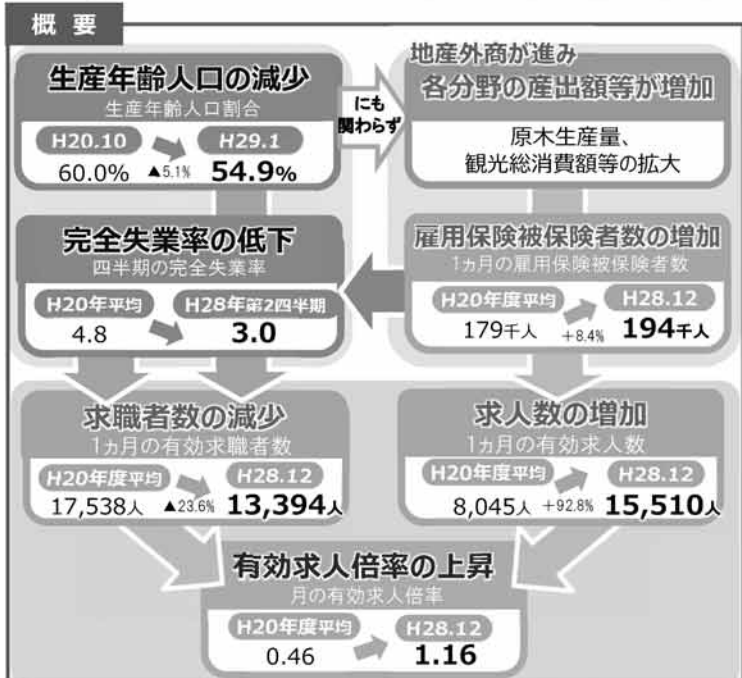 概 要
生産年齢人口の減少
生産年齢人口割合
H20.10 H29.1
60.0% ▲5.1% 54.9%
にも
関わらず
地産外商が進み
各分野の産出額等が増加
原木生産量、
観光総消費額等の拡大
完全失業率の低下
四半期の完全失業率
H20年平均 H28年第2四半期
4.8 3.0
雇用保険被保険者数の増加
1ヵ月の雇用保険被保険者数
H20年度平均 H28.12
179千人 +8.4% 194千人
求職者数の減少
1ヵ月の有効求職者数
H20年度平均 H28.12
17,538人 ▲23.6% 13,394人
求人数の増加
1ヵ月の有効求人数
H20年度平均 H28.12
8,045人 +92.8% 15,510人
有効求人倍率の上昇
月の有効求人倍率
H20年度平均 H28.12
0.46 1.16